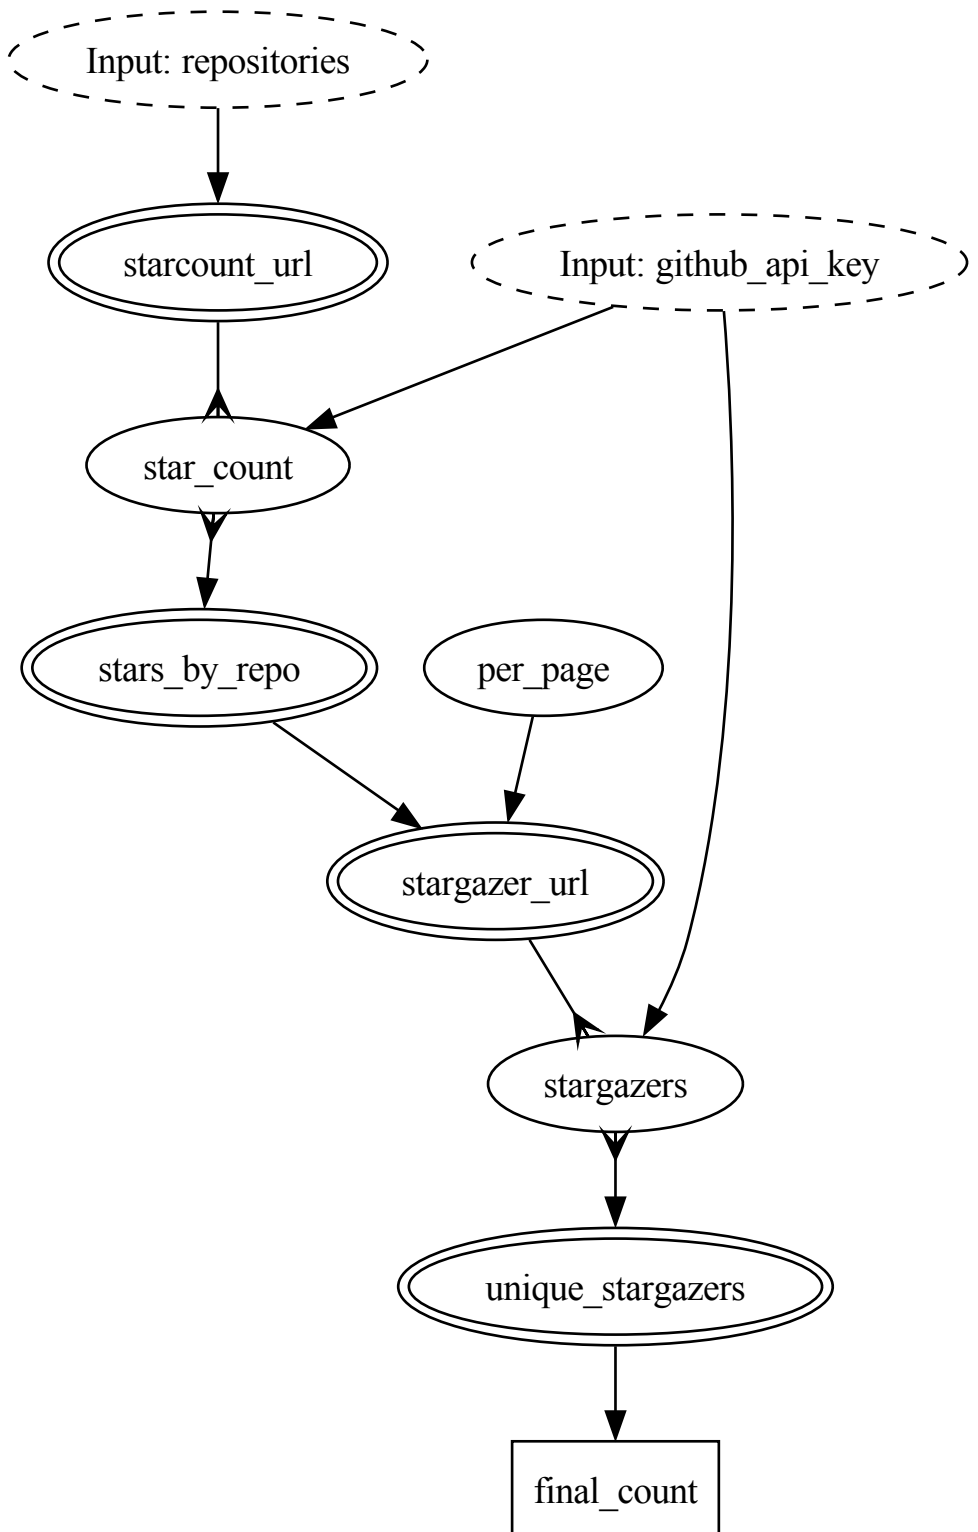 Input: repositories
starcount_url
Input: github_api_key
star_count
stars_by_repo
per_page
stargazer_url
stargazers
unique_stargazers
final_count